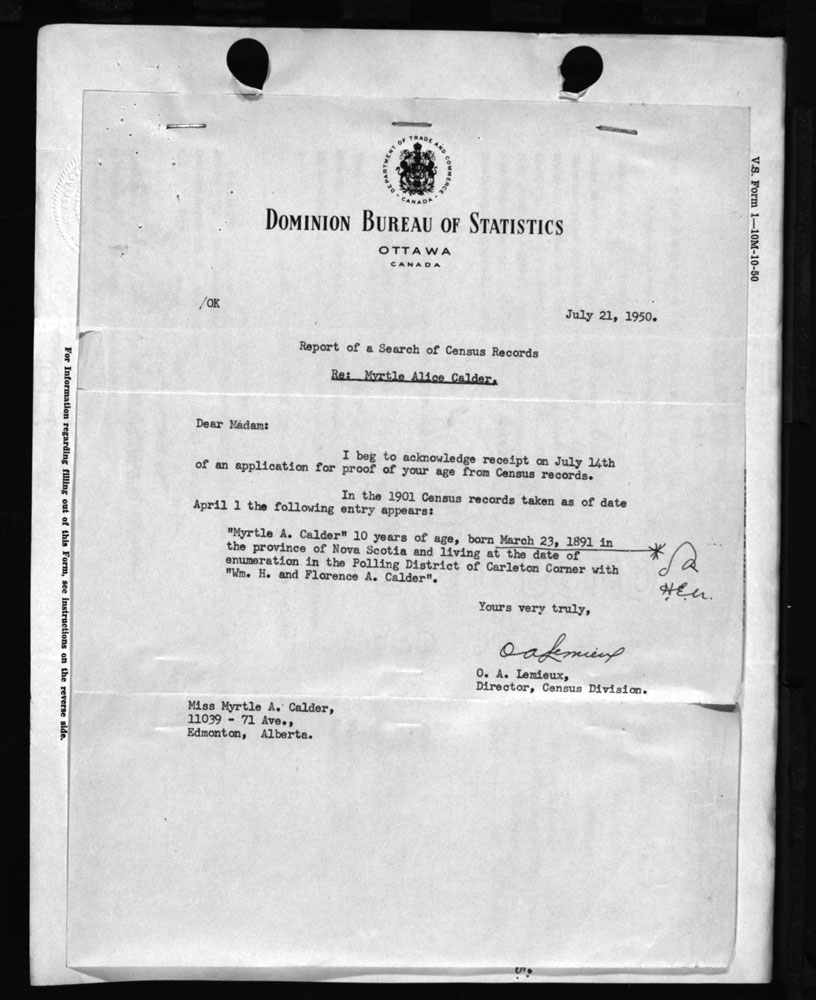 DEPARTMENT OF TRADE AND COMMERCE
CANADA
DOMINION BUREAU OF STATISTICS
OTTAWA
CANADA
/OK
July 21, 1950.
Report of a Search of Census Records
Re: Myrtle Alice Calder.
Dear Madam:
I beg to acknowledge receipt on July 14th
of an application for proof of your age from Census records.
In the 1901 Census records taken as of date
April 1 the following entry appears:
"Myrtle A. Calder" 10 years of age, born March 23, 1891 in
the province of Nova Scotia and living at the date of
enumeration in the Polling District of Carleton Corner with
"Wm. H. and Florence A. Calder".
Yours very truly,
O A Lemieux
O. A. Lemieux,
Director, Census Division.
Miss Myrtle A. Calder,
11039 - 71 Ave.,
Edmonton, Alberta.
V.S. Form 1—10M-10-50
For Information regarding filling out of this Form, see instructions on the reverse side.